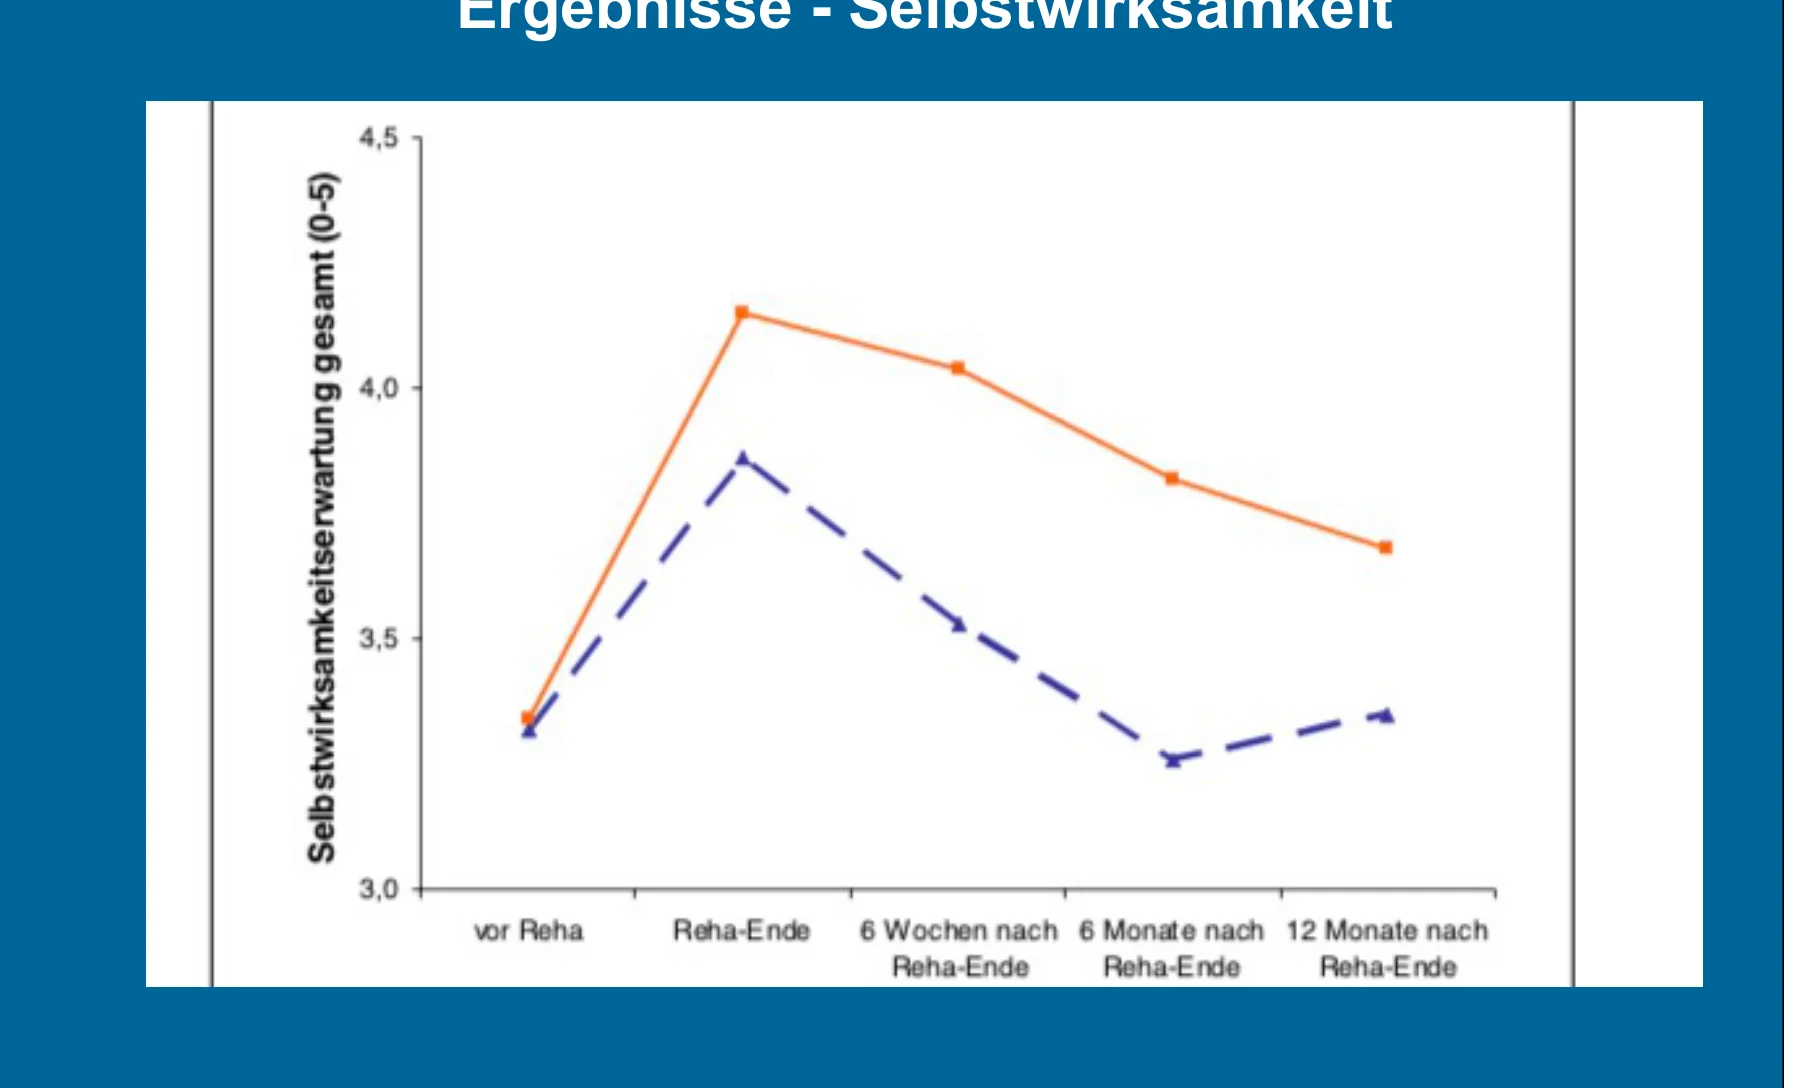 Ergebnisse - Selbstwirksamkeit
Selbstwirksamkeitserwartung gesamt (0-5)
4,5
4,0
3,5
3,0
vor Reha
Reha-Ende
6 Wochen nach
Reha-Ende
6 Monate nach
Reha-Ende
12 Monate nach
Reha-Ende